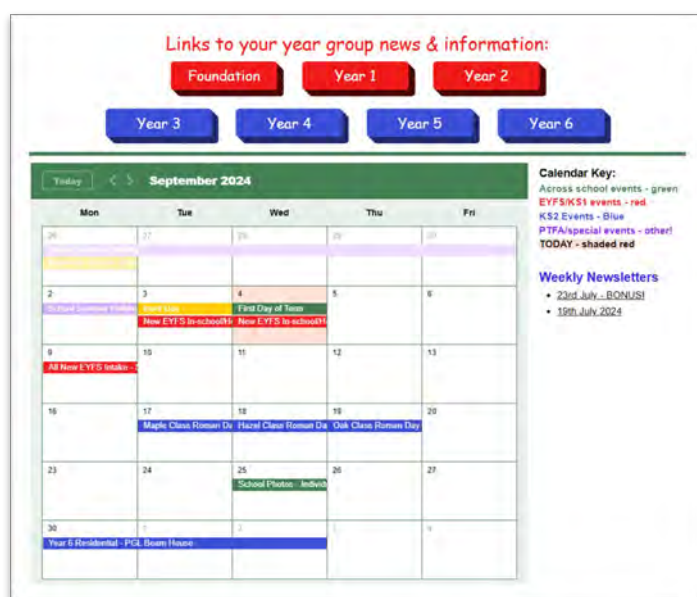 Links to your year group news & information:
Foundation Year 1 Year 2
Year 3 Year 4 Year 5 Year 6
Today < > September 2024
Mon Tue Wed Thu Fri
26 27 28 29 30
2 3 4 5 6
First Day of Term
New EYFS In-school/H New EYFS In-school/H
9 10 11 12 13
All New EYFS Intake - S
16 17 18 19 20
Maple Class Roman Da Hazel Class Roman Da Oak Class Roman Day
23 24 25 26 27
School Photos - Individ
30 1 2 3 4
Year 6 Residential - PGL Beam House
Calendar Key:
Across school events - green
EYFS/KS1 events - red
KS2 Events - Blue
PTFA/special events - other!
TODAY - shaded red
Weekly Newsletters
• 23rd July - BONUS!
• 19th July 2024